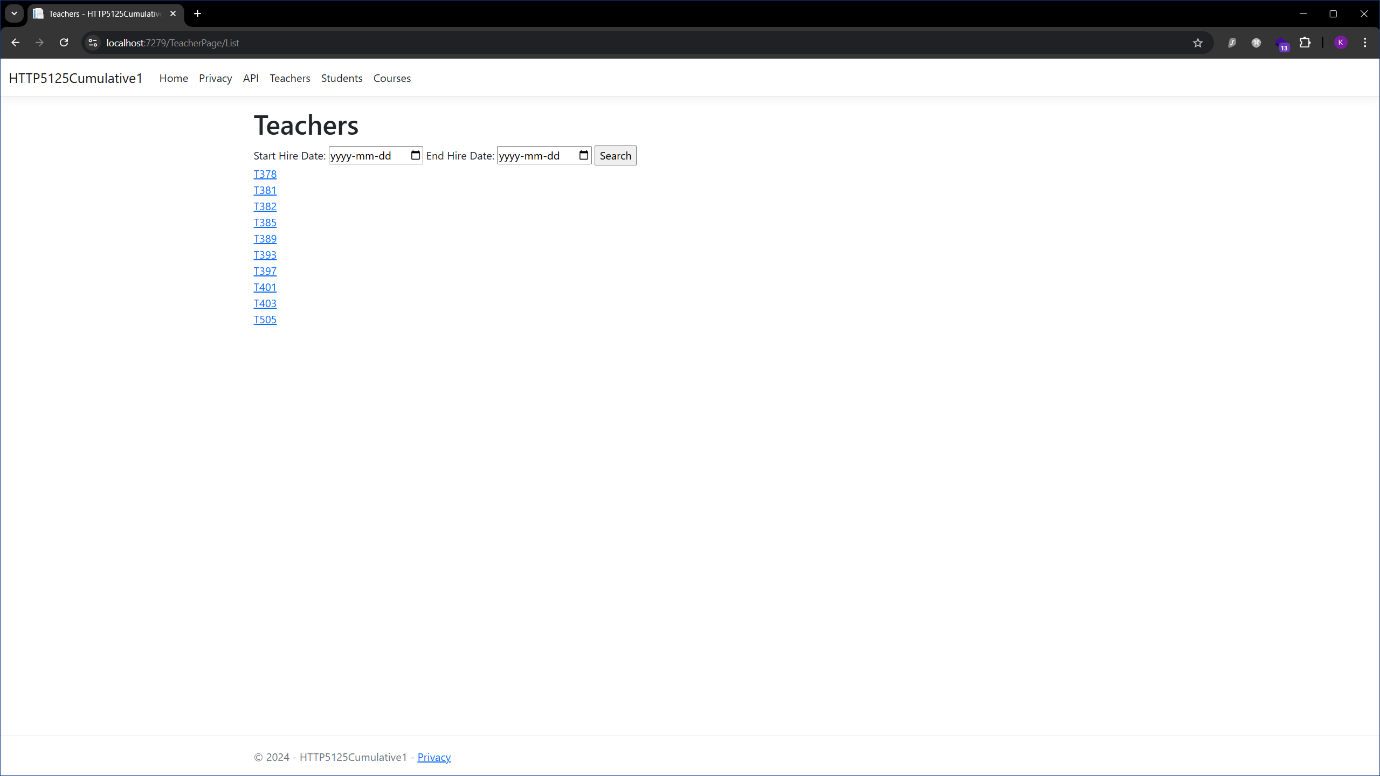 Teachers - HTTP5125Cumulativ
localhost:7279/TeacherPage/List
13
K
HTTP5125Cumulative1 Home Privacy API Teachers Students Courses
Teachers
Start Hire Date: yyyy-mm-dd End Hire Date: yyyy-mm-dd Search
T378
T381
T382
T385
T389
T393
T397
T401
T403
T505
© 2024 - HTTP5125Cumulative1 - Privacy